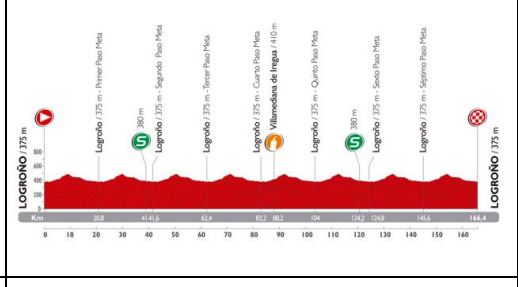 LOGROÑO / 375 m
Logroño / 375 m - Primer Paso Meta
380 m
S
Logroño / 375 m - Segundo Paso Meta
Logroño / 375 m - Tercer Paso Meta
Logroño / 375 m - Cuarto Paso Meta
Villamediana de Iregua / 410 m
Logroño / 375 m - Quinto Paso Meta
380 m
S
Logroño / 375 m - Sexto Paso Meta
Logroño / 375 m - Séptimo Paso Meta
LOGROÑO / 375 m
800
600
400
200
0
Km 20,8 41 41,6 62,4 83,2 88,2 104 124,2 124,8 145,6 166,4
0 10 20 30 40 50 60 70 80 90 100 110 120 130 140 150 160